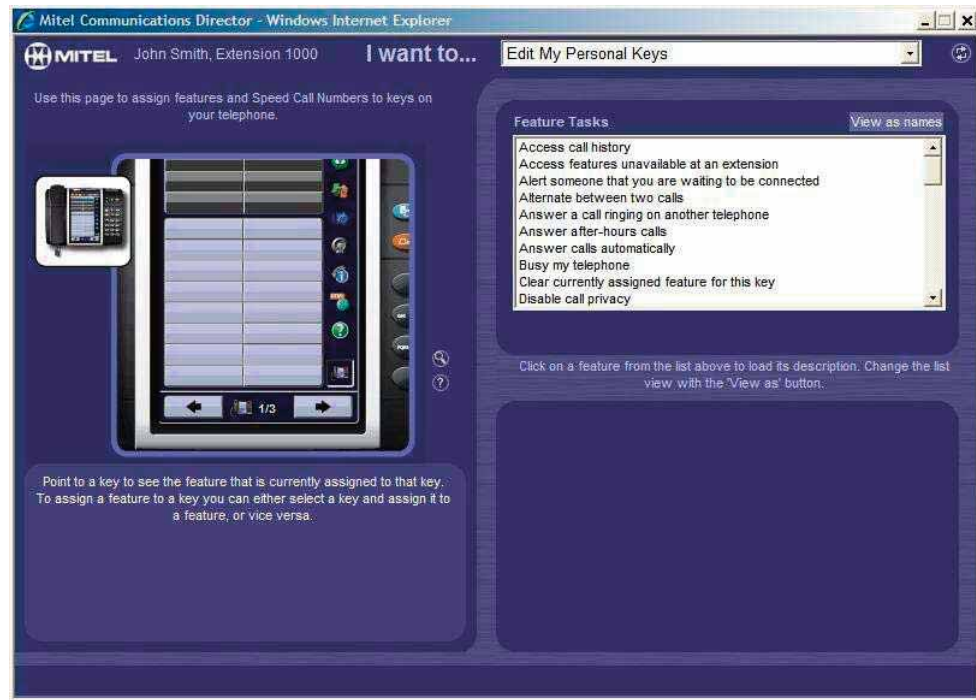 Mitel Communications Director - Windows Internet Explorer
MITEL John Smith, Extension 1000 I want to... Edit My Personal Keys
Use this page to assign features and Speed Call Numbers to keys on
your telephone.
1/3
Point to a key to see the feature that is currently assigned to that key.
To assign a feature to a key you can either select a key and assign it to
a feature, or vice versa.
Feature Tasks View as names
Access call history
Access features unavailable at an extension
Alert someone that you are waiting to be connected
Alternate between two calls
Answer a call ringing on another telephone
Answer after-hours calls
Answer calls automatically
Busy my telephone
Clear currently assigned feature for this key
Disable call privacy
Click on a feature from the list above to load its description. Change the list
view with the 'View as' button.